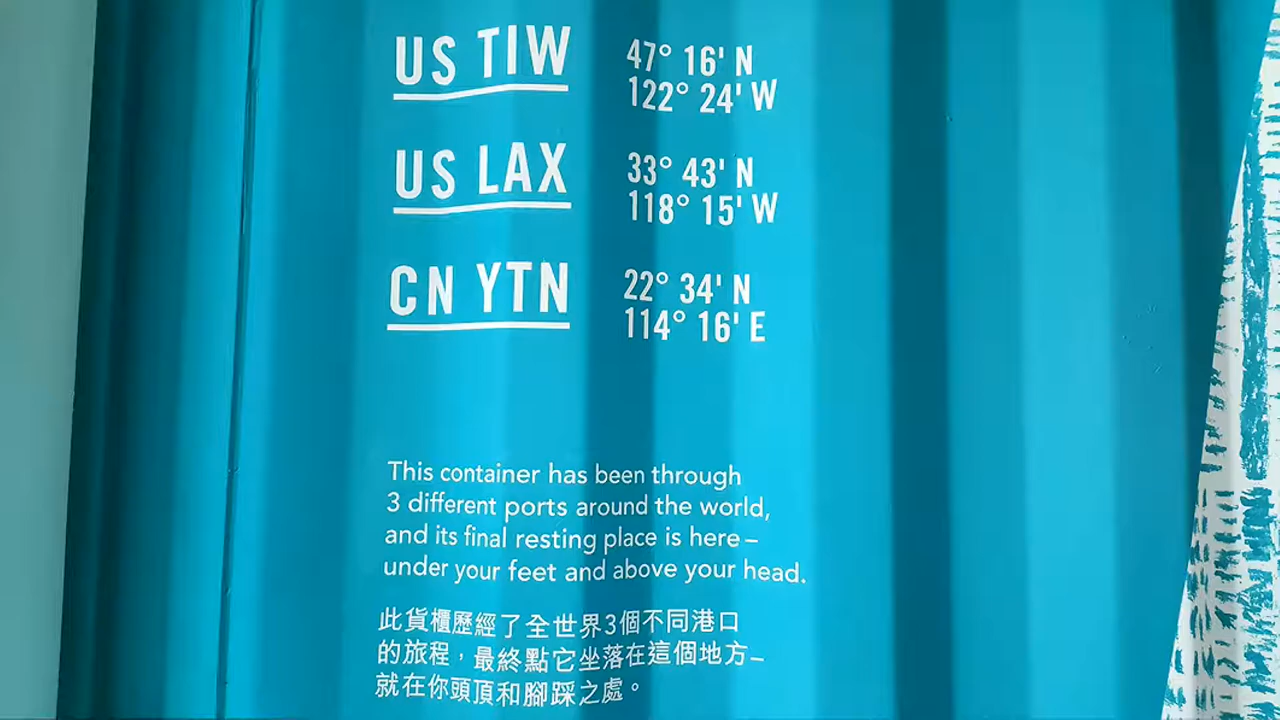 US TIW 47° 16' N
122° 24' W
US LAX 33° 43' N
118° 15' W
CN YTN 22° 34' N
114° 16' E
This container has been through
3 different ports around the world,
and its final resting place is here –
under your feet and above your head.
此貨櫃歷經了全世界3個不同港口
的旅程，最終點它坐落在這個地方–
就在你頭頂和腳踩之處。